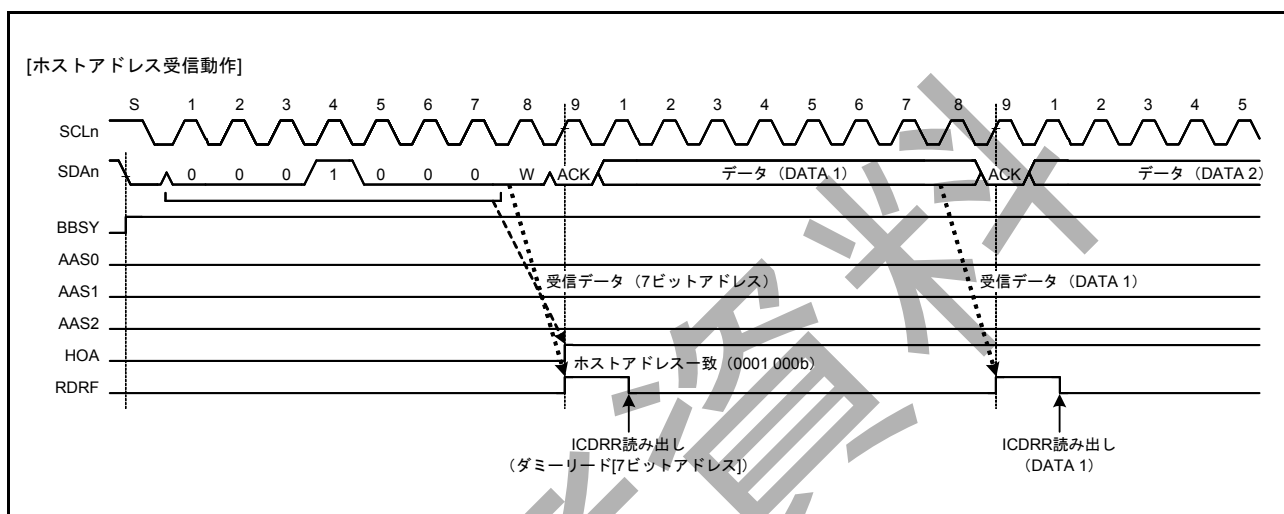 [ホストアドレス受信動作]
S 1 2 3 4 5 6 7 8 9 1 2 3 4 5 6 7 8 9 1 2 3 4 5
SCLn
SDAn 0 0 0 1 0 0 0 W ACK データ（DATA 1） ACK データ（DATA 2）
BBSY
AAS0
AAS1 受信データ（7ビットアドレス） 受信データ（DATA 1）
AAS2
HOA ホストアドレス一致（0001 000b）
RDRF
ICDRR読み出し
（ダミーリード[7ビットアドレス]）
ICDRR読み出し
（DATA 1）
資料